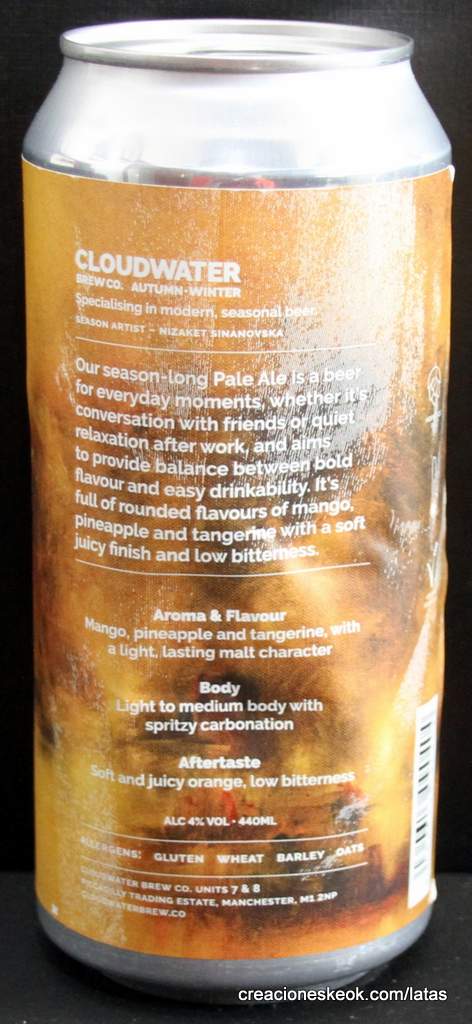 CLOUDWATER
BREW CO. AUTUMN-WINTER
Specialising in modern, seasonal beer.
SEASON ARTIST – NIZAKET SINANOVSKA
Our season-long Pale Ale is a beer
for everyday moments, whether it's
conversation with friends or quiet
relaxation after work, and aims
to provide balance between bold
flavour and easy drinkability. It's
full of rounded flavours of mango,
pineapple and tangerine with a soft
juicy finish and low bitterness.
Aroma & Flavour
Mango, pineapple and tangerine, with
a light, lasting malt character
Body
Light to medium body with
spritzy carbonation
Aftertaste
Soft and juicy orange, low bitterness
ALC 4% VOL · 440ML
ALLERGENS: GLUTEN WHEAT BARLEY OATS
CLOUDWATER BREW CO. UNITS 7 & 8
PICCADILLY TRADING ESTATE, MANCHESTER, M1 2NP
CLOUDWATERBREW.CO
creacioneskeok.com/latas